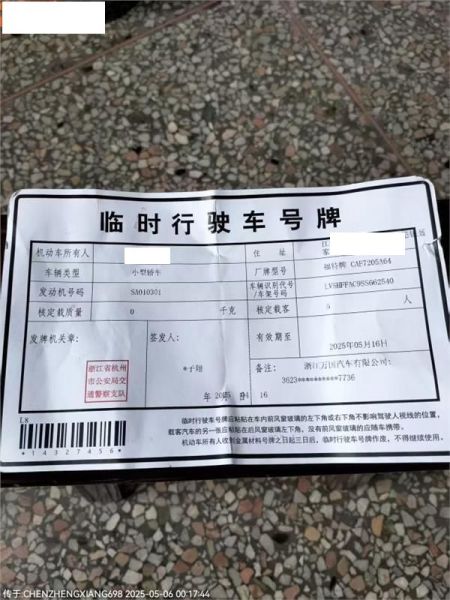 临时行驶车号牌
机动车所有人 住 址
车辆类型 小型轿车 厂牌型号 福特牌 CAF7205A64
发动机号码 SA010301 车辆识别代号/车架号码 LVSHFFAC9SS662540
核定载质量 0 千克 核定载客 5 人
发牌机关章: 签发人: 有效期至 2025年05月16日
*子翊
浙江省杭州
市公安局交
通警察支队
备注: 浙江万国汽车有限公司:
年 2025 04 16
L8
*14327456*
临时行驶车号牌应粘贴在车内前风窗玻璃的左下角或右下角不影响驾驶人视线的位置,
载客汽车的另一张应粘贴在后风窗玻璃左下角, 没有前风窗玻璃的应随车携带。
机动车所有人收到金属材料号牌之日起三日后, 临时行驶车号牌作废, 不得继续使用。
传于 CHENZHENGXIANG698 2025-05-06 00:17:44